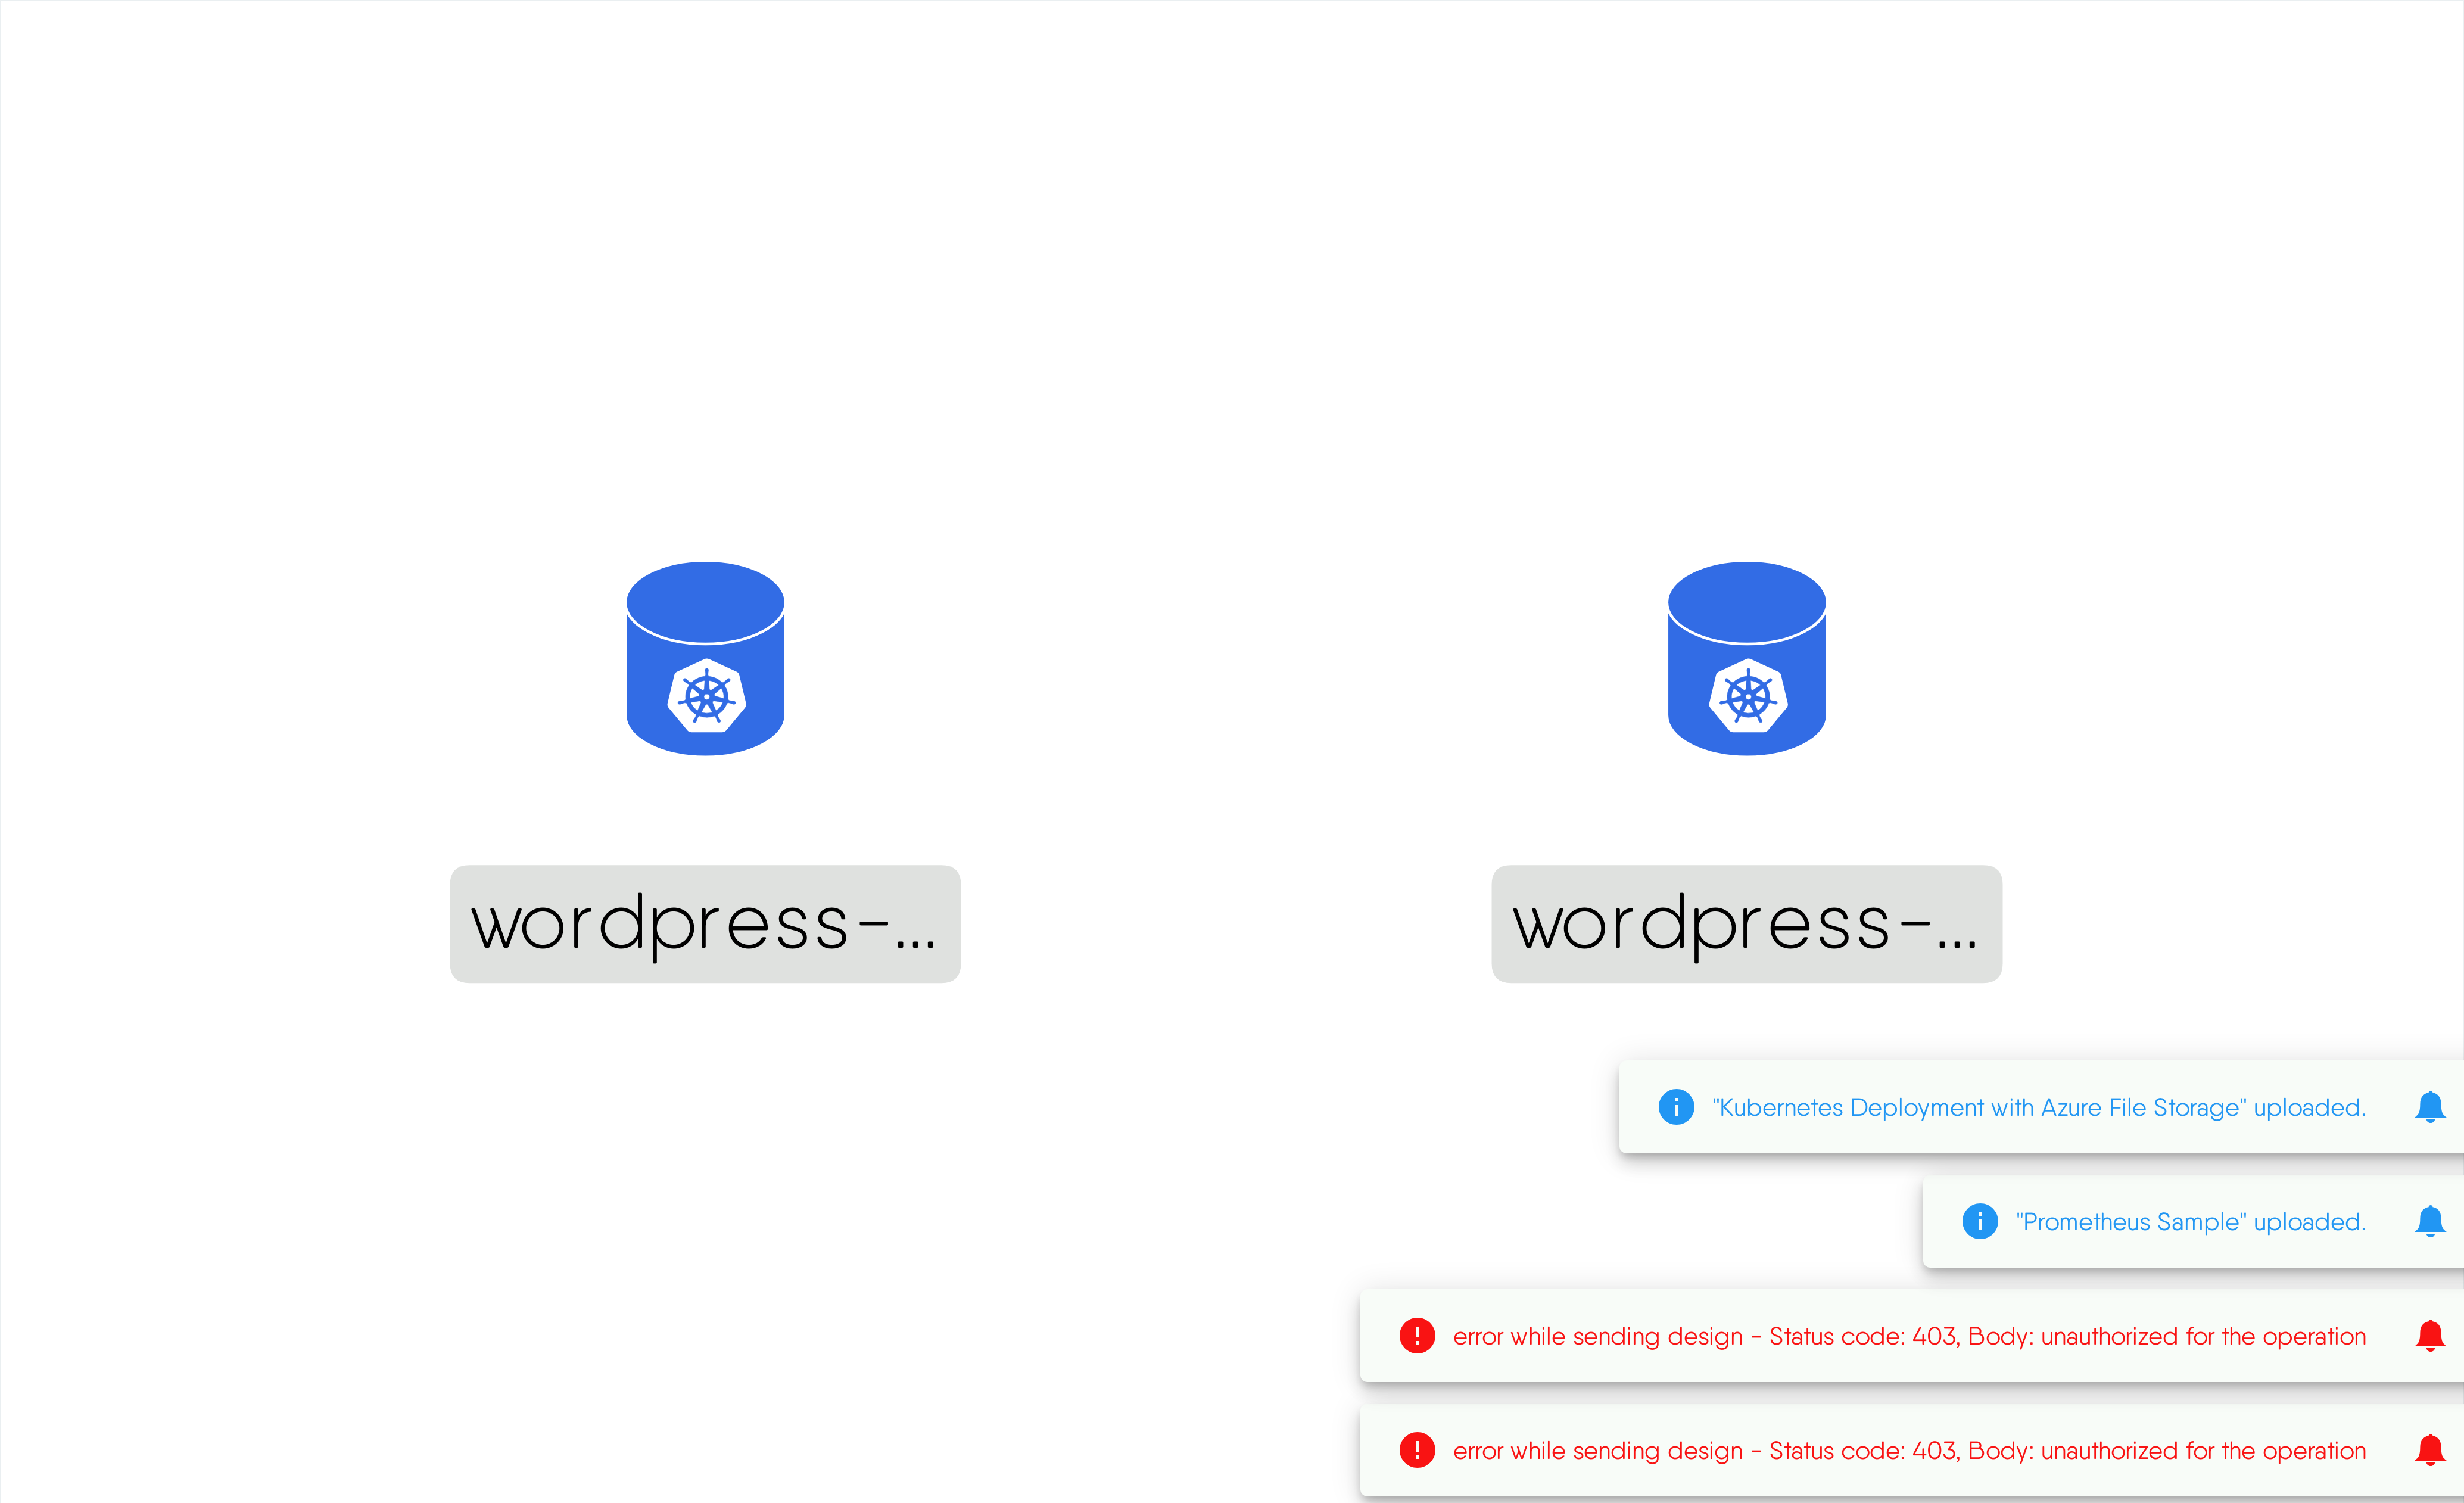 wordpress-...
wordpress-...
"Kubernetes Deployment with Azure File Storage" uploaded.
"Prometheus Sample" uploaded.
error while sending design - Status code: 403, Body: unauthorized for the operation
error while sending design - Status code: 403, Body: unauthorized for the operation